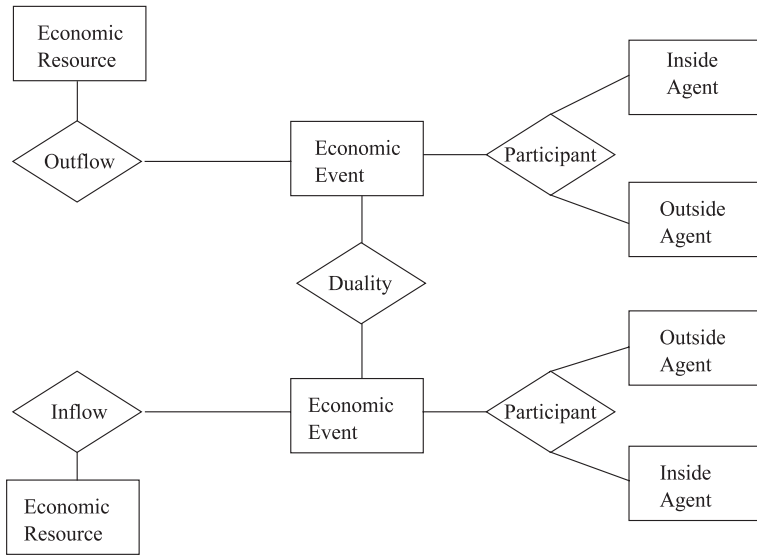 Economic
Resource
Inside
Agent
Outflow
Economic
Event
Participant
Outside
Agent
Duality
Outside
Agent
Inflow
Economic
Event
Participant
Inside
Agent
Economic
Resource